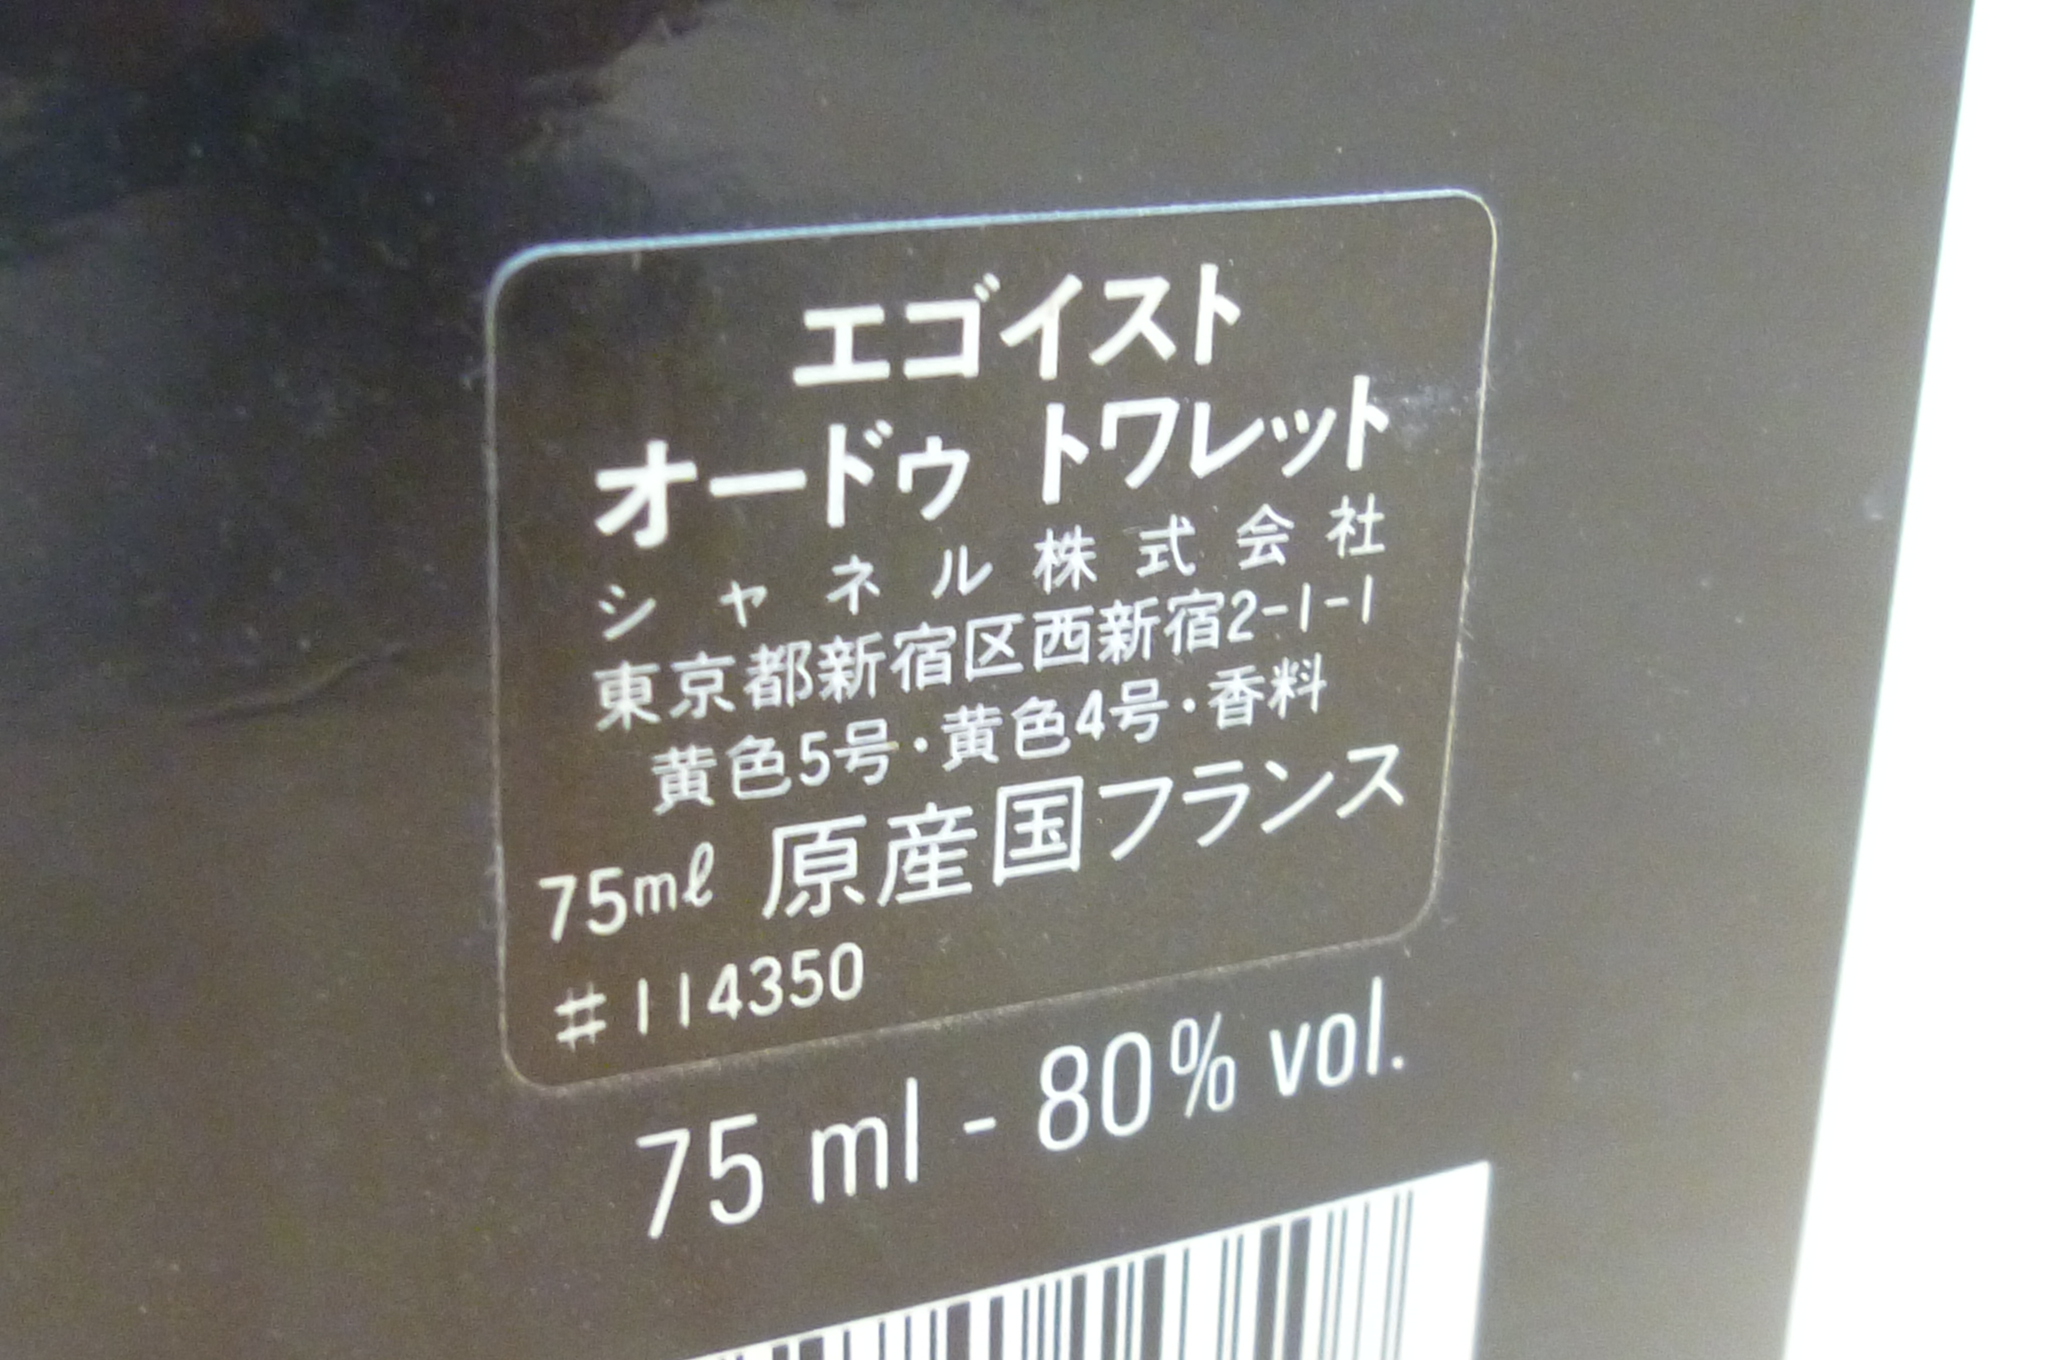 エゴイスト
オードゥ トワレット
シャネル株式会社
東京都新宿区西新宿2-1-1
黄色5号・黄色4号・香料
75mℓ 原産国フランス
#114350
75 ml - 80% vol.